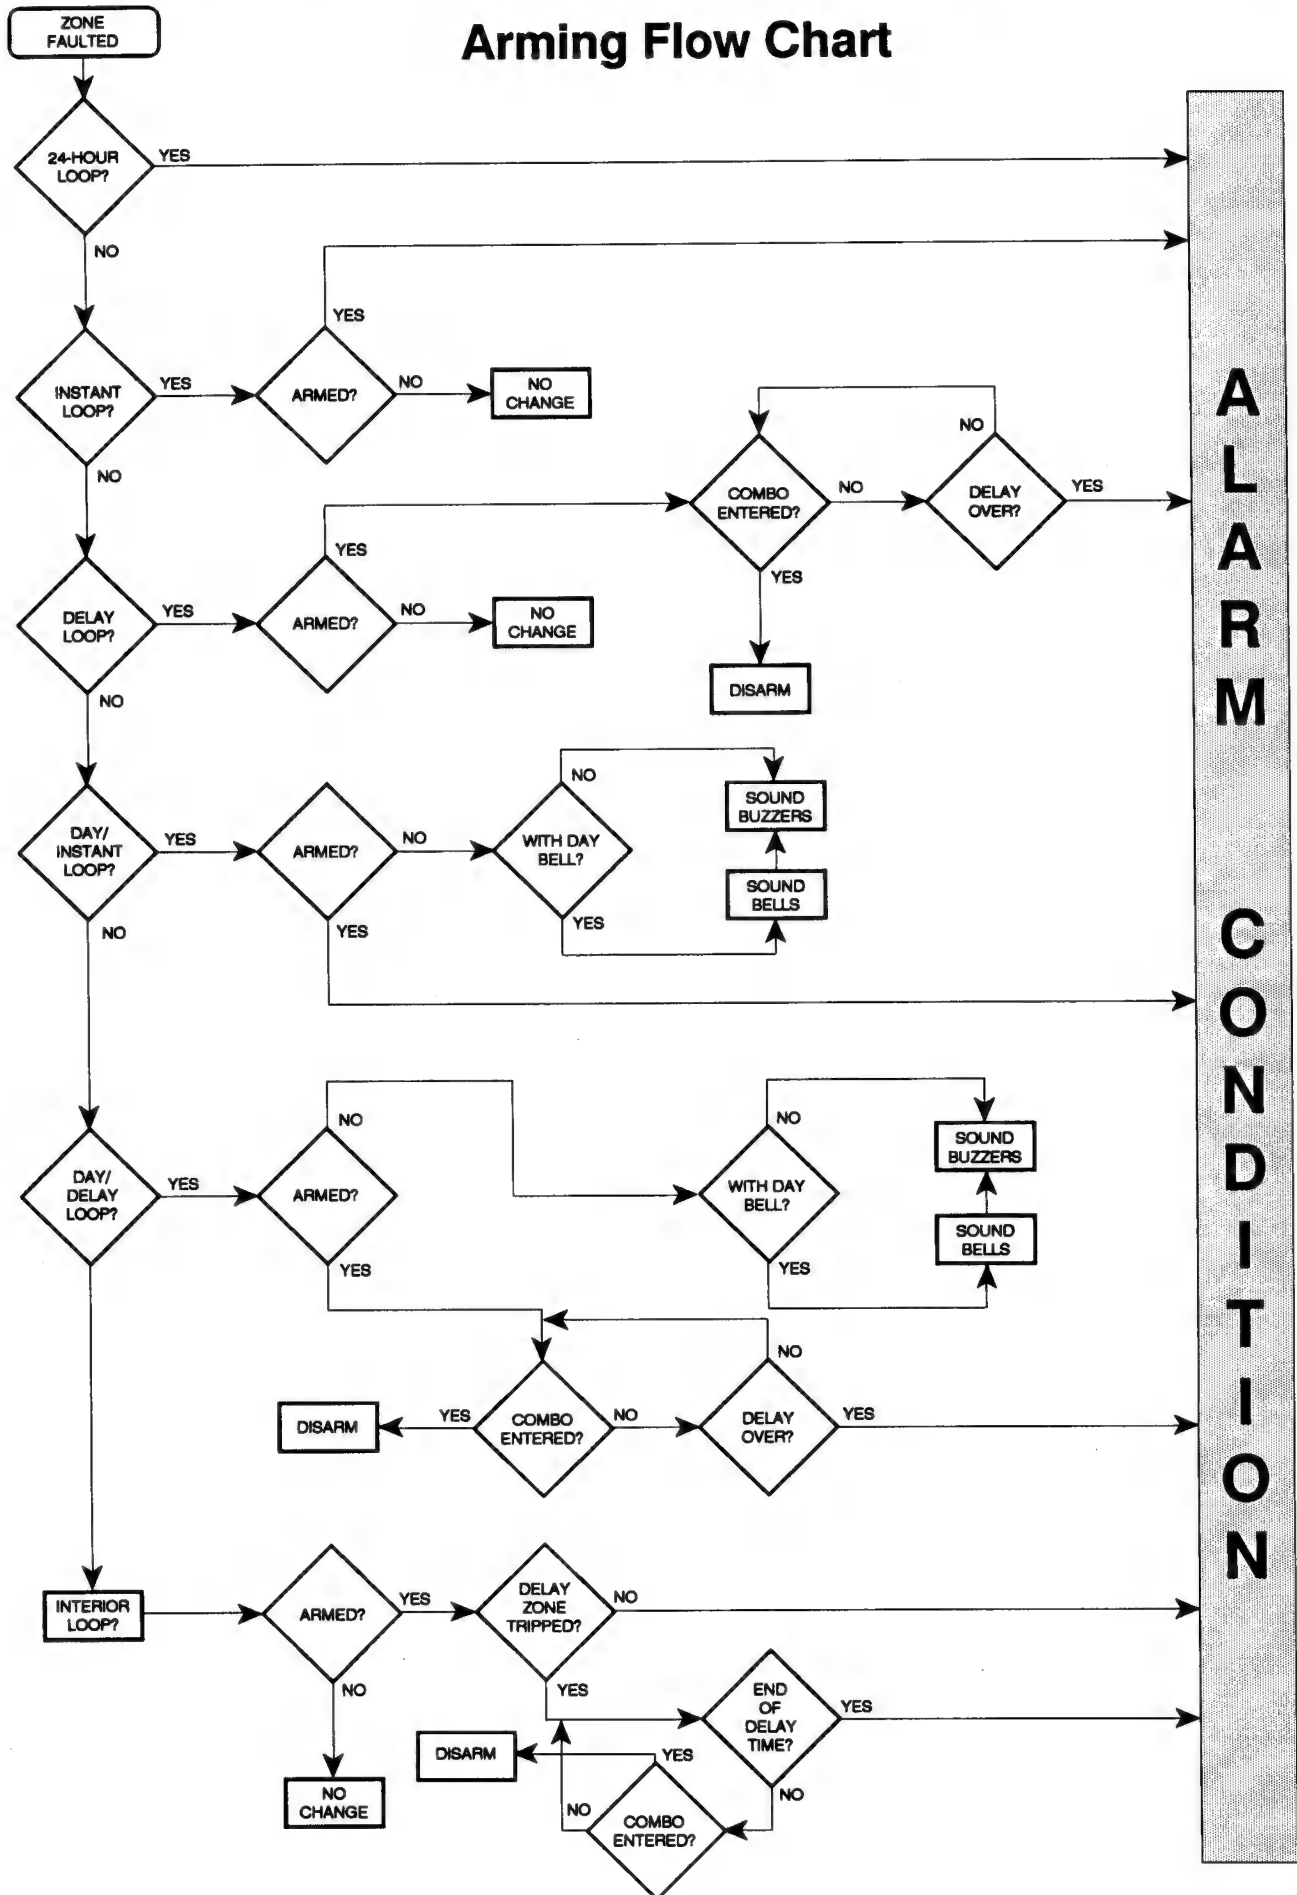 Arming Flow Chart
ZONE
FAULTED
24-HOUR
LOOP?
YES
NO
YES
INSTANT
LOOP?
YES
ARMED?
NO
NO
CHANGE
NO
NO
COMBO
ENTERED?
NO
DELAY
OVER?
YES
YES
YES
DELAY
LOOP?
YES
ARMED?
NO
NO
CHANGE
DISARM
NO
NO
SOUND
BUZZERS
DAY/
INSTANT
LOOP?
YES
ARMED?
NO
WITH DAY
BELL?
SOUND
BELLS
NO
YES
YES
NO
NO
SOUND
BUZZERS
DAY/
DELAY
LOOP?
YES
ARMED?
WITH DAY
BELL?
SOUND
BELLS
YES
YES
NO
DISARM
YES
COMBO
ENTERED?
NO
DELAY
OVER?
YES
INTERIOR
LOOP?
ARMED?
YES
DELAY
ZONE
TRIPPED?
NO
NO
YES
END
OF
DELAY
TIME?
YES
DISARM
YES
NO
NO
CHANGE
NO
COMBO
ENTERED?
ALARM CONDITION